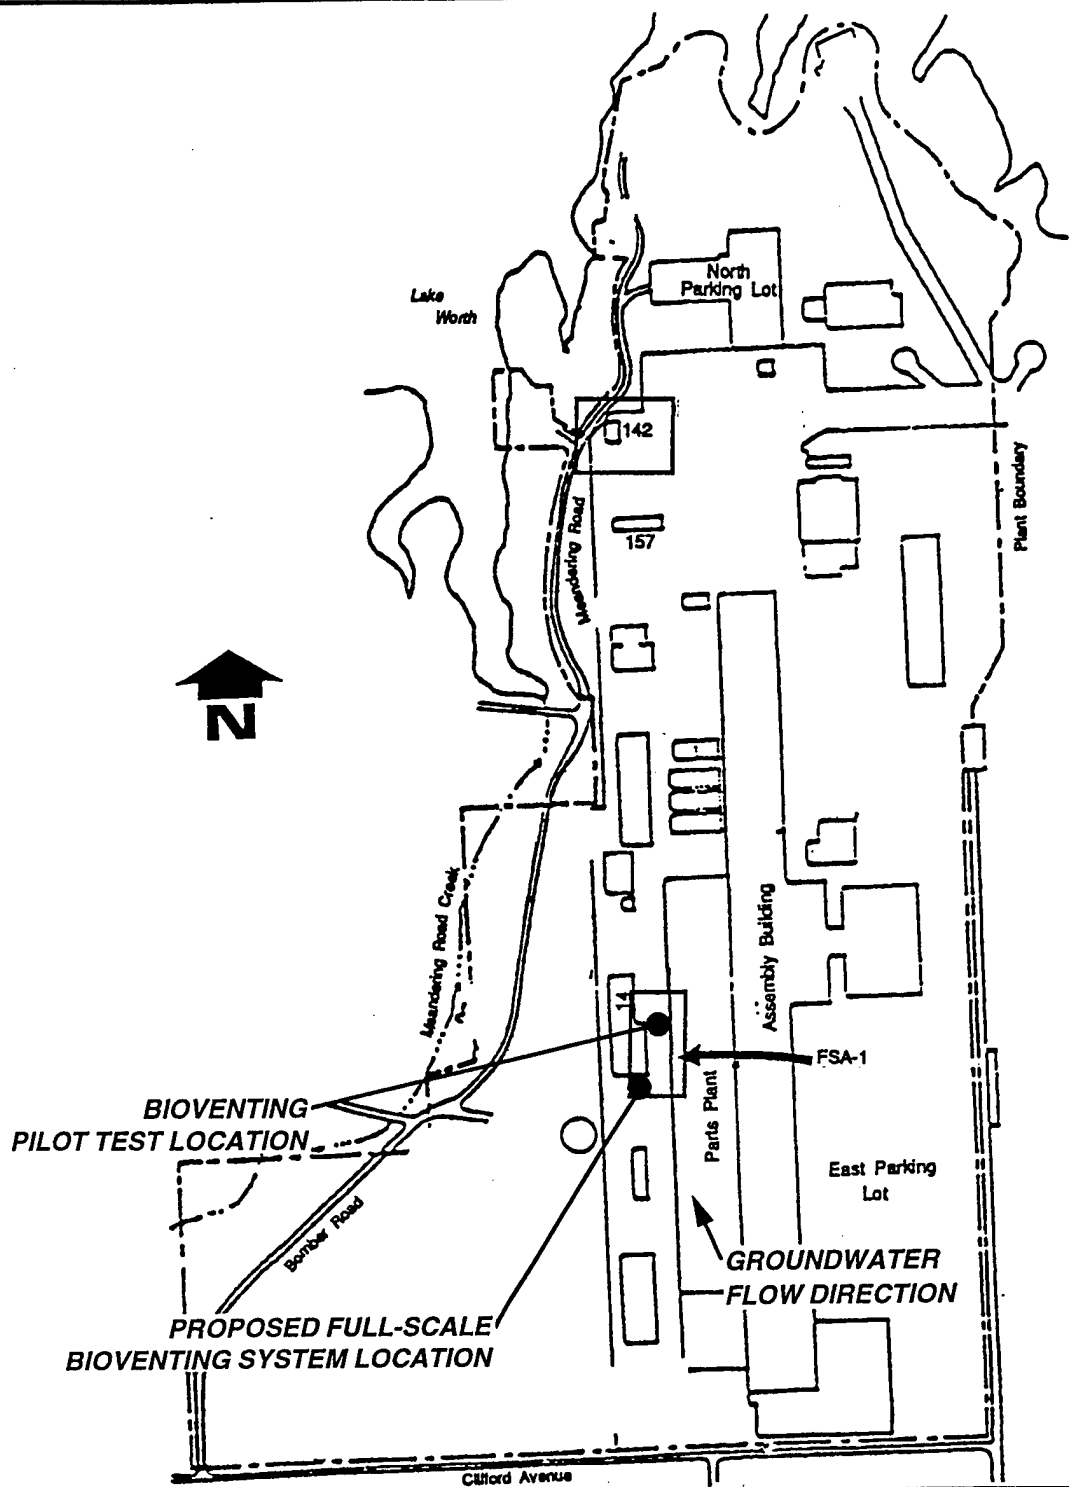 North
Parking Lot
Lake
Worth
142
Meandering Road
157
Plant Boundary
N
Meandering Road Creek
Assembly Building
14
FSA-1
Parts Plant
BIOVENTING
PILOT TEST LOCATION
East Parking
Lot
Bomber Road
GROUNDWATER
FLOW DIRECTION
PROPOSED FULL-SCALE
BIOVENTING SYSTEM LOCATION
Clifford Avenue